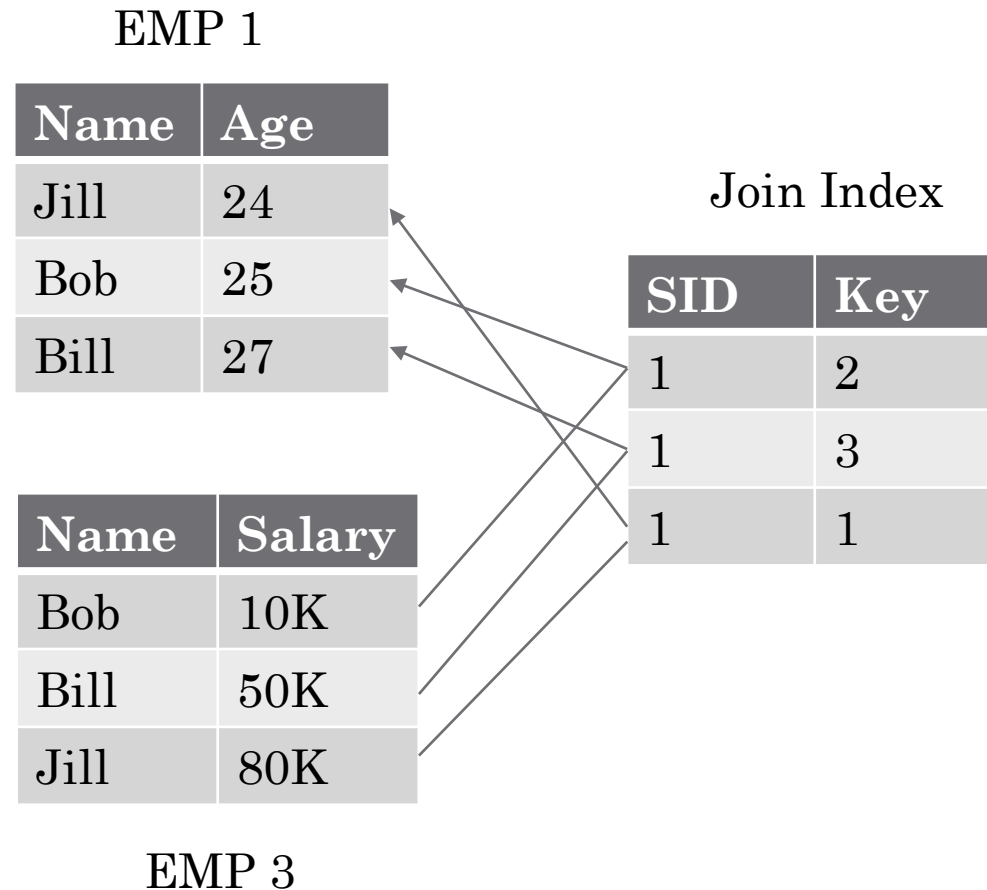 EMP 1
Name Age
Jill 24
Bob 25
Bill 27
Join Index
SID Key
1 2
1 3
1 1
Name Salary
Bob 10K
Bill 50K
Jill 80K
EMP 3